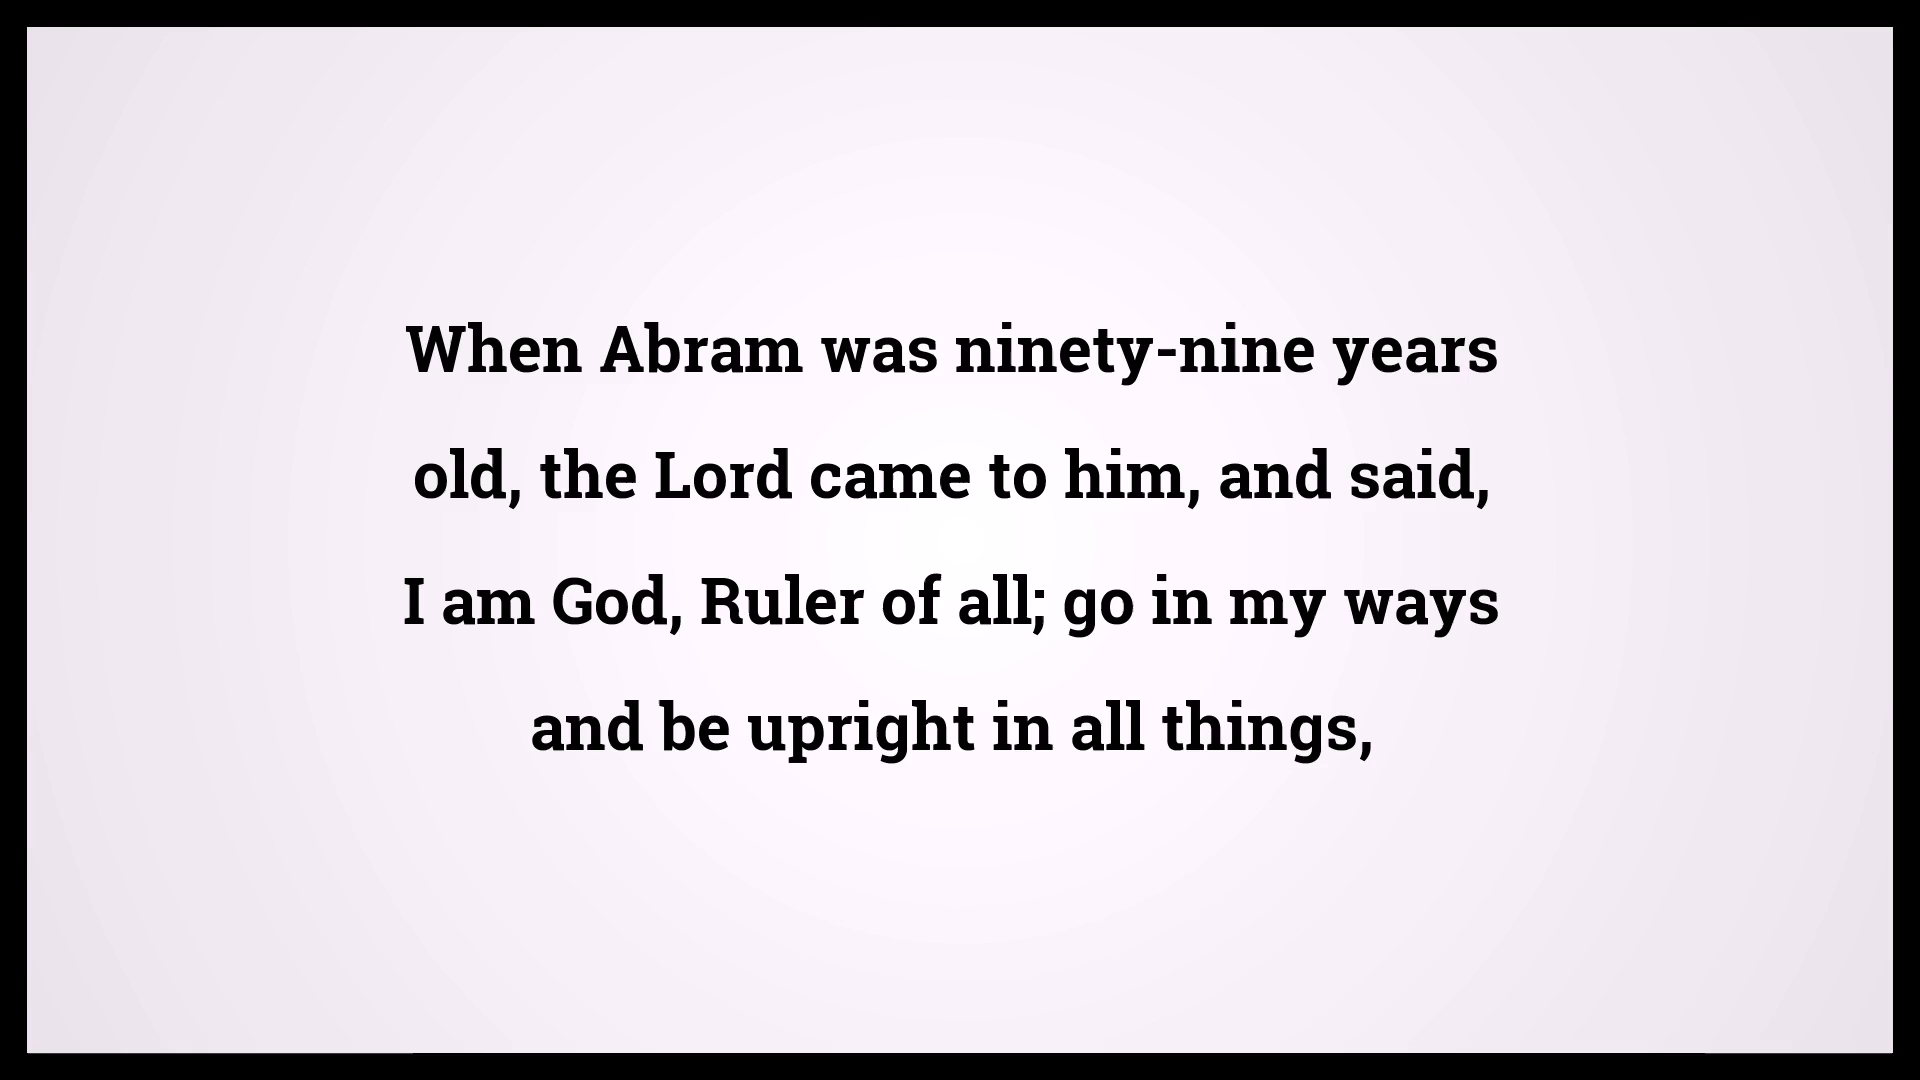 When Abram was ninety-nine years
old, the Lord came to him, and said,
I am God, Ruler of all; go in my ways
and be upright in all things,